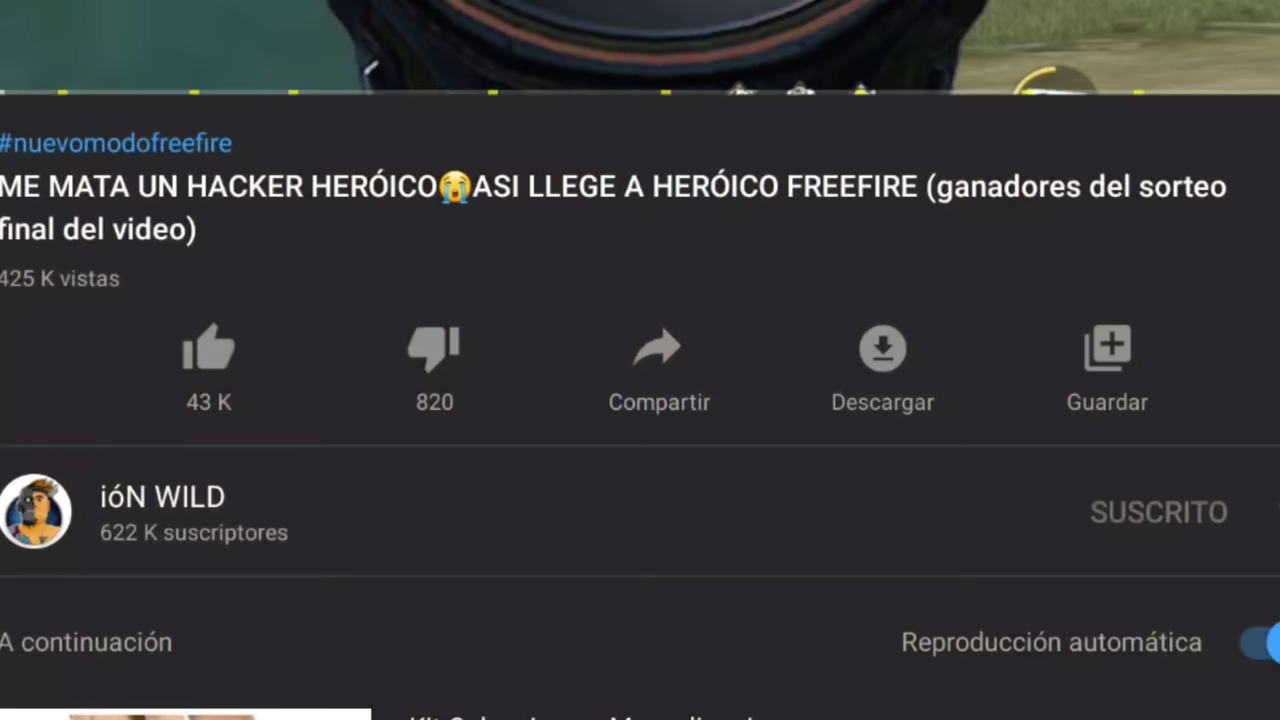 #nuevomodofreefire
ME MATA UN HACKER HERÓICO😭ASI LLEGE A HERÓICO FREEFIRE (ganadores del sorteo
final del video)
425 K vistas
43 K
820
Compartir
Descargar
Guardar
ióN WILD
622 K suscriptores
SUSCRITO
A continuación
Reproducción automática